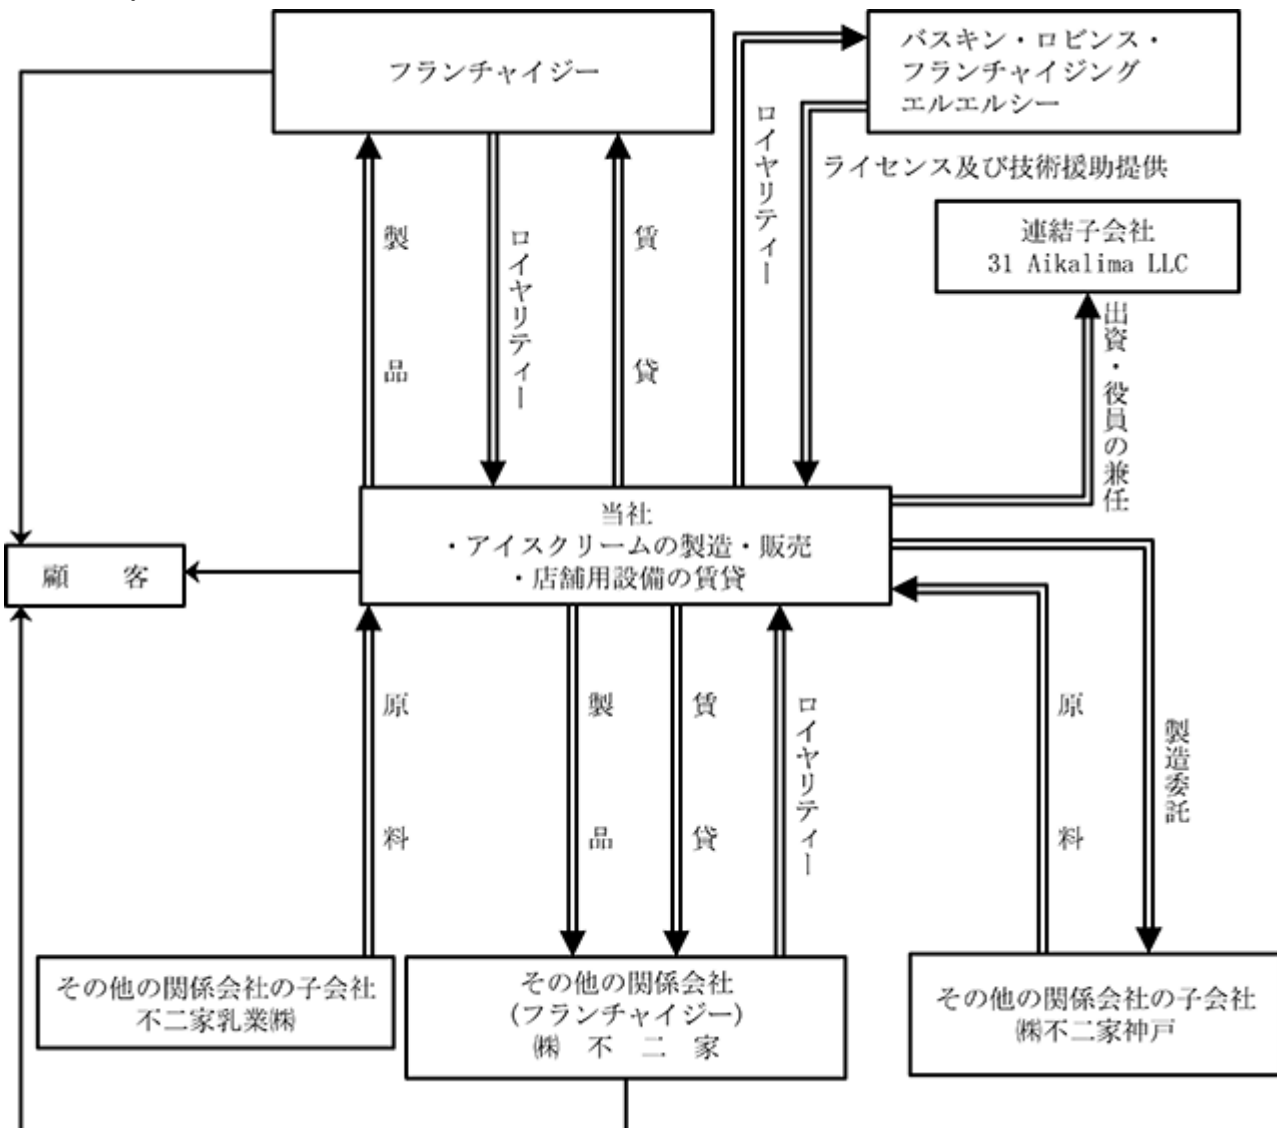 フランチャイジー
バスキン・ロビンス・
フランチャイジング
エルエルシー
ロイヤリティー
ライセンス及び技術援助提供
連結子会社
31 Aikalima LLC
製品
ロイヤリティー
賃貸
出資・役員の兼任
当社
・アイスクリームの製造・販売
・店舗用設備の賃貸
顧　客
原料
製品
賃貸
ロイヤリティー
原料
製造委託
その他の関係会社の子会社
不二家乳業㈱
その他の関係会社
(フランチャイジー)
㈱　不　二　家
その他の関係会社の子会社
㈱不二家神戸